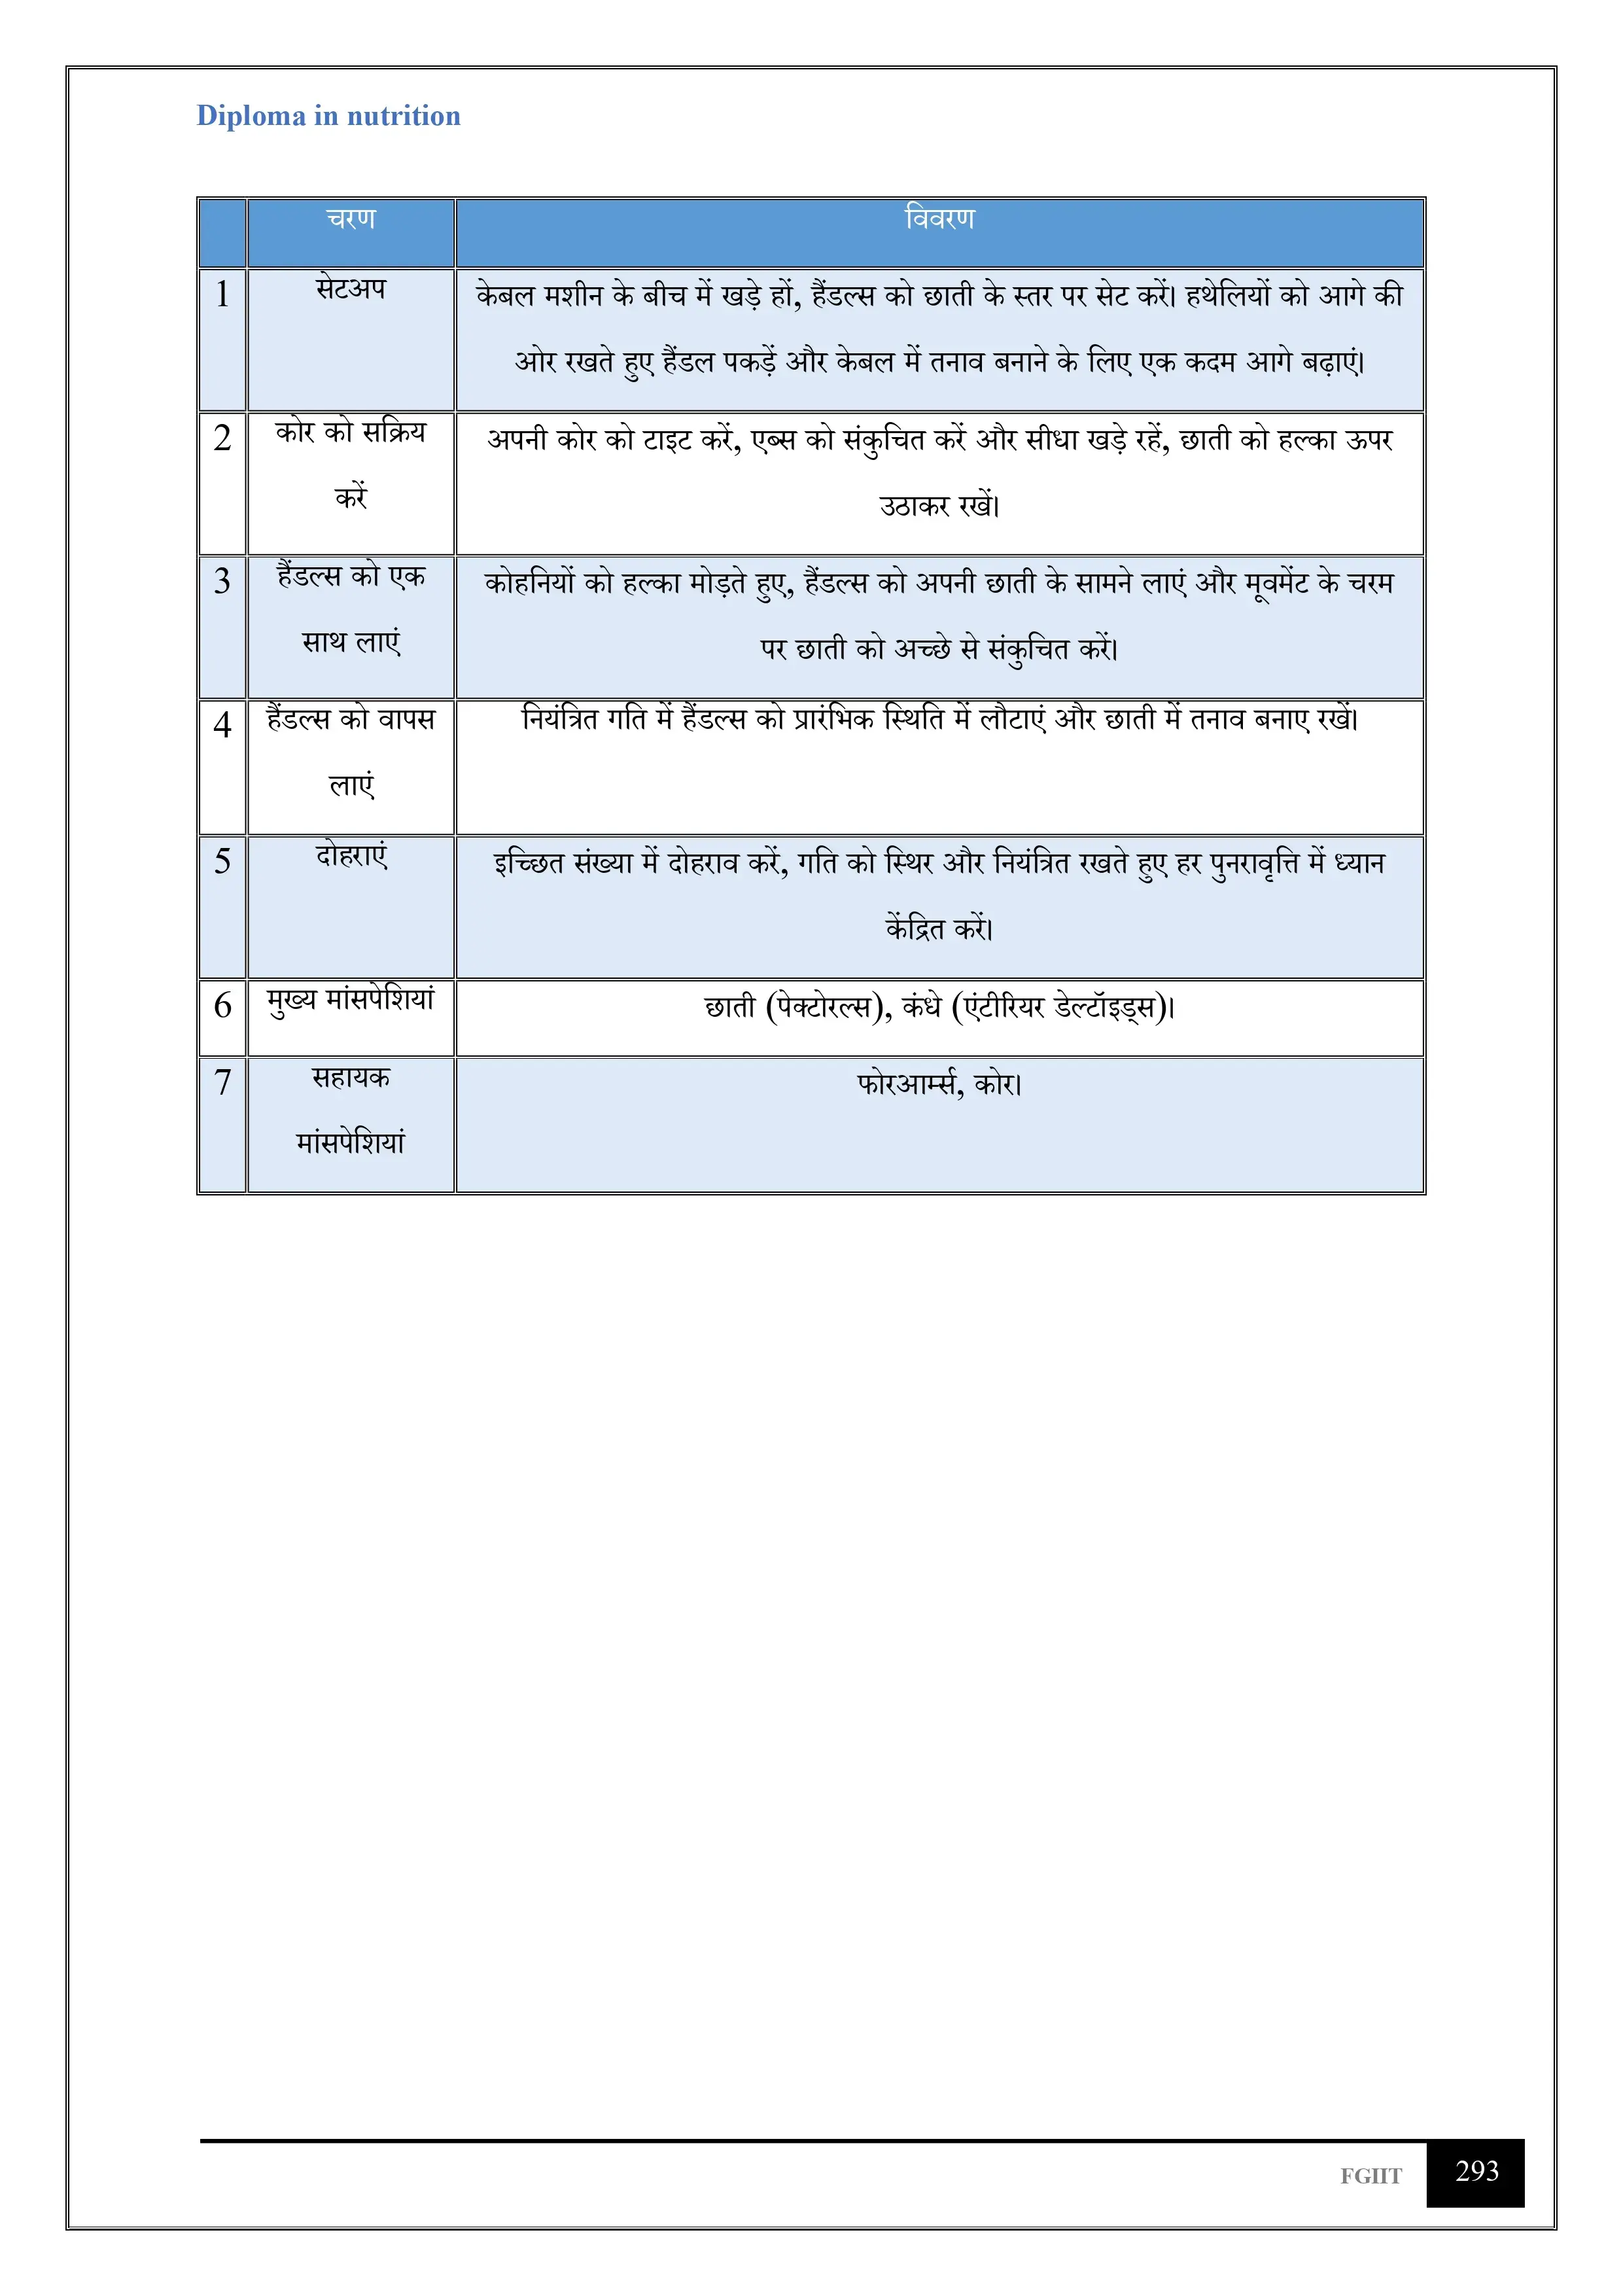 Diploma in nutrition
चरण विवरण
1 सेटअप केबल मशीन के बीच में खड़े हों, हैंडल्स को छाती के स्तर पर सेट करें। हथेलियों को आगे की
ओर रखते हुए हैंडल पकड़ें और केबल में तनाव बनाने के लिए एक कदम आगे बढ़ाएं।
2 कोर को सक्रिय अपनी कोर को टाइट करें, एब्स को संकुचित करें और सीधा खड़े रहें, छाती को हल्का ऊपर
करें उठाकर रखें।
3 हैंडल्स को एक कोहनियों को हल्का मोड़ते हुए, हैंडल्स को अपनी छाती के सामने लाएं और मूवमेंट के चरम
साथ लाएं पर छाती को अच्छे से संकुचित करें।
4 हैंडल्स को वापस नियंत्रित गति में हैंडल्स को प्रारंभिक स्थिति में लौटाएं और छाती में तनाव बनाए रखें।
लाएं
5 दोहराएं इच्छित संख्या में दोहराव करें, गति को स्थिर और नियंत्रित रखते हुए हर पुनरावृत्ति में ध्यान
केंद्रित करें।
6 मुख्य मांसपेशियां छाती (पेक्टोरल्स), कंधे (एंटीरियर डेल्टॉइड्स)।
7 सहायक फोरआर्म्स, कोर।
मांसपेशियां
FGIIT 293